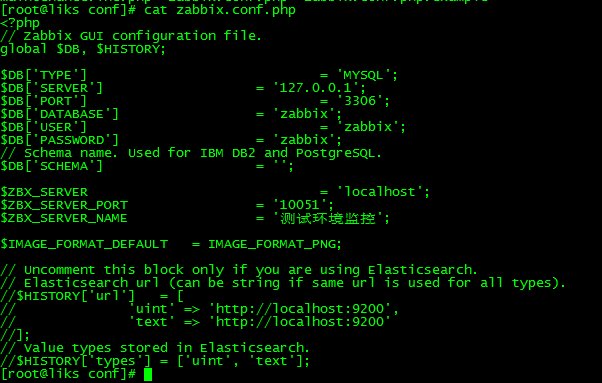 [root@liks conf]# cat zabbix.conf.php
<?php
// Zabbix GUI configuration file.
global $DB, $HISTORY;
$DB['TYPE'] = 'MYSQL';
$DB['SERVER'] = '127.0.0.1';
$DB['PORT'] = '3306';
$DB['DATABASE'] = 'zabbix';
$DB['USER'] = 'zabbix';
$DB['PASSWORD'] = 'zabbix';
// Schema name. Used for IBM DB2 and PostgreSQL.
$DB['SCHEMA'] = '';
$ZBX_SERVER = 'localhost';
$ZBX_SERVER_PORT = '10051';
$ZBX_SERVER_NAME = '测试环境监控';
$IMAGE_FORMAT_DEFAULT = IMAGE_FORMAT_PNG;
// Uncomment this block only if you are using Elasticsearch.
// Elasticsearch url (can be string if same url is used for all types).
//$HISTORY['url'] = [
// 'uint' => 'http://localhost:9200',
// 'text' => 'http://localhost:9200'
//];
// Value types stored in Elasticsearch.
//$HISTORY['types'] = ['uint', 'text'];
[root@liks conf]#